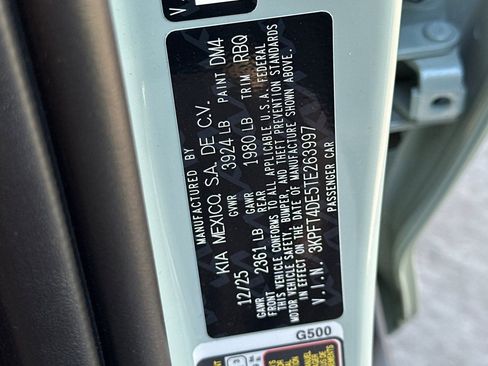 MANUFACTURED BY
KIA MEXICO, S.A. DE C.V.
GVWR 3924 LB PAINT DM4
12/25
GAWR FRONT 2361 LB GAWR REAR 1980 LB TRIM RBQ
THIS VEHICLE CONFORMS TO ALL APPLICABLE U.S.A. FEDERAL
MOTOR VEHICLE SAFETY, BUMPER, AND THEFT PREVENTION STANDARDS
IN EFFECT ON THE DATE OF MANUFACTURE SHOWN ABOVE.
V.I.N. 3KPFT4DE5TE263997
PASSENGER CAR
G500